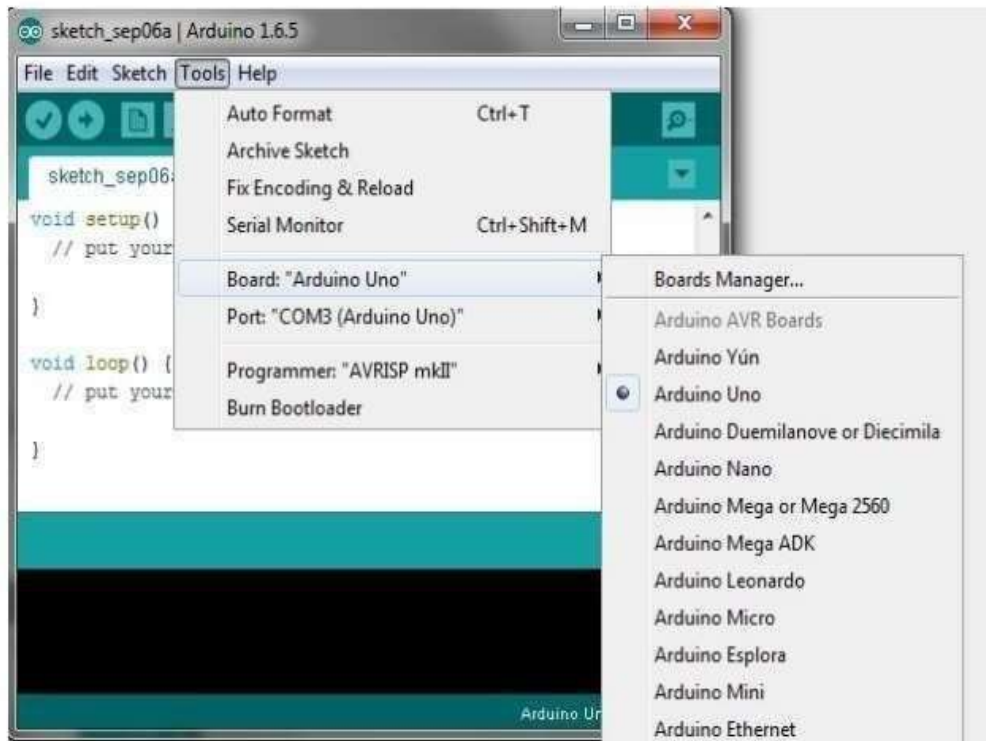 sketch_sep06a | Arduino 1.6.5
File Edit Sketch Tools Help
Auto Format Ctrl+T
Archive Sketch
Fix Encoding & Reload
Serial Monitor Ctrl+Shift+M
Board: "Arduino Uno"
Port: "COM3 (Arduino Uno)"
Programmer: "AVRISP mkII"
Burn Bootloader
sketch_sep06a
void setup()
// put your
}
void loop() {
// put your
}
Arduino Un
Boards Manager...
Arduino AVR Boards
Arduino Yún
Arduino Uno
Arduino Duemilanove or Diecimila
Arduino Nano
Arduino Mega or Mega 2560
Arduino Mega ADK
Arduino Leonardo
Arduino Micro
Arduino Esplora
Arduino Mini
Arduino Ethernet